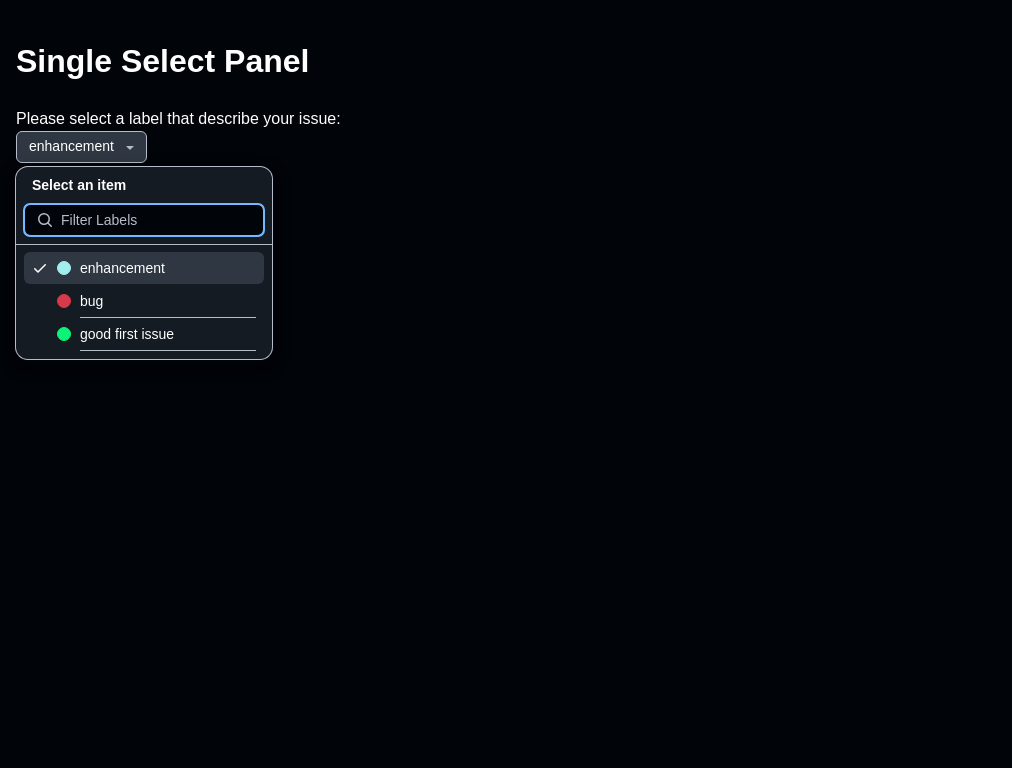 Single Select Panel
Please select a label that describe your issue:
enhancement
Select an item
Filter Labels
enhancement
bug
good first issue